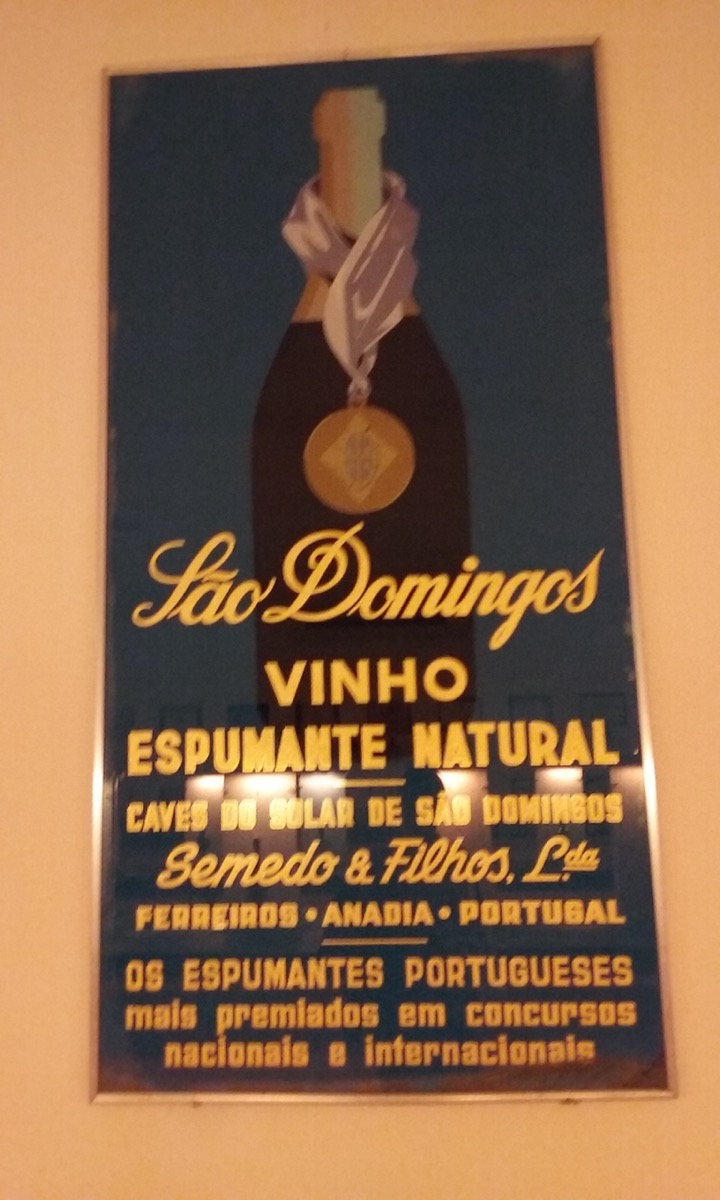 São Domingos
VINHO
ESPUMANTE NATURAL
CAVES DO SOLAR DE SÃO DOMINGOS
Semedo & Filhos, L.da
FERREIROS • ANADIA • PORTUGAL
OS ESPUMANTES PORTUGUESES
mais premiados em concursos
nacionais e internacionais